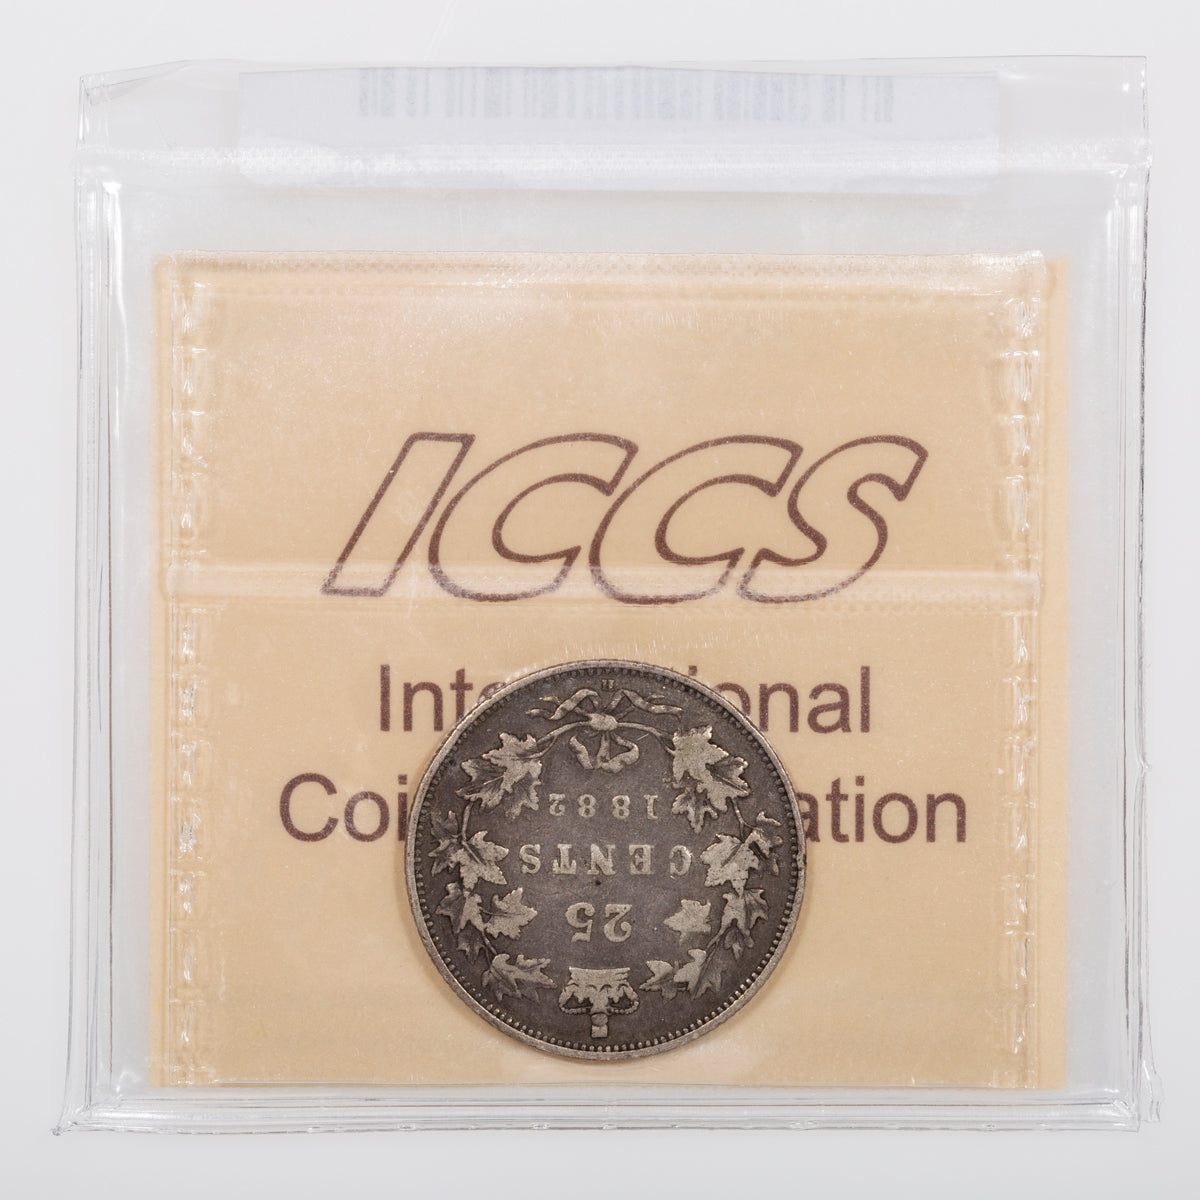 ICCS
Inte ional
Coi ation
25
CENTS
1882
H